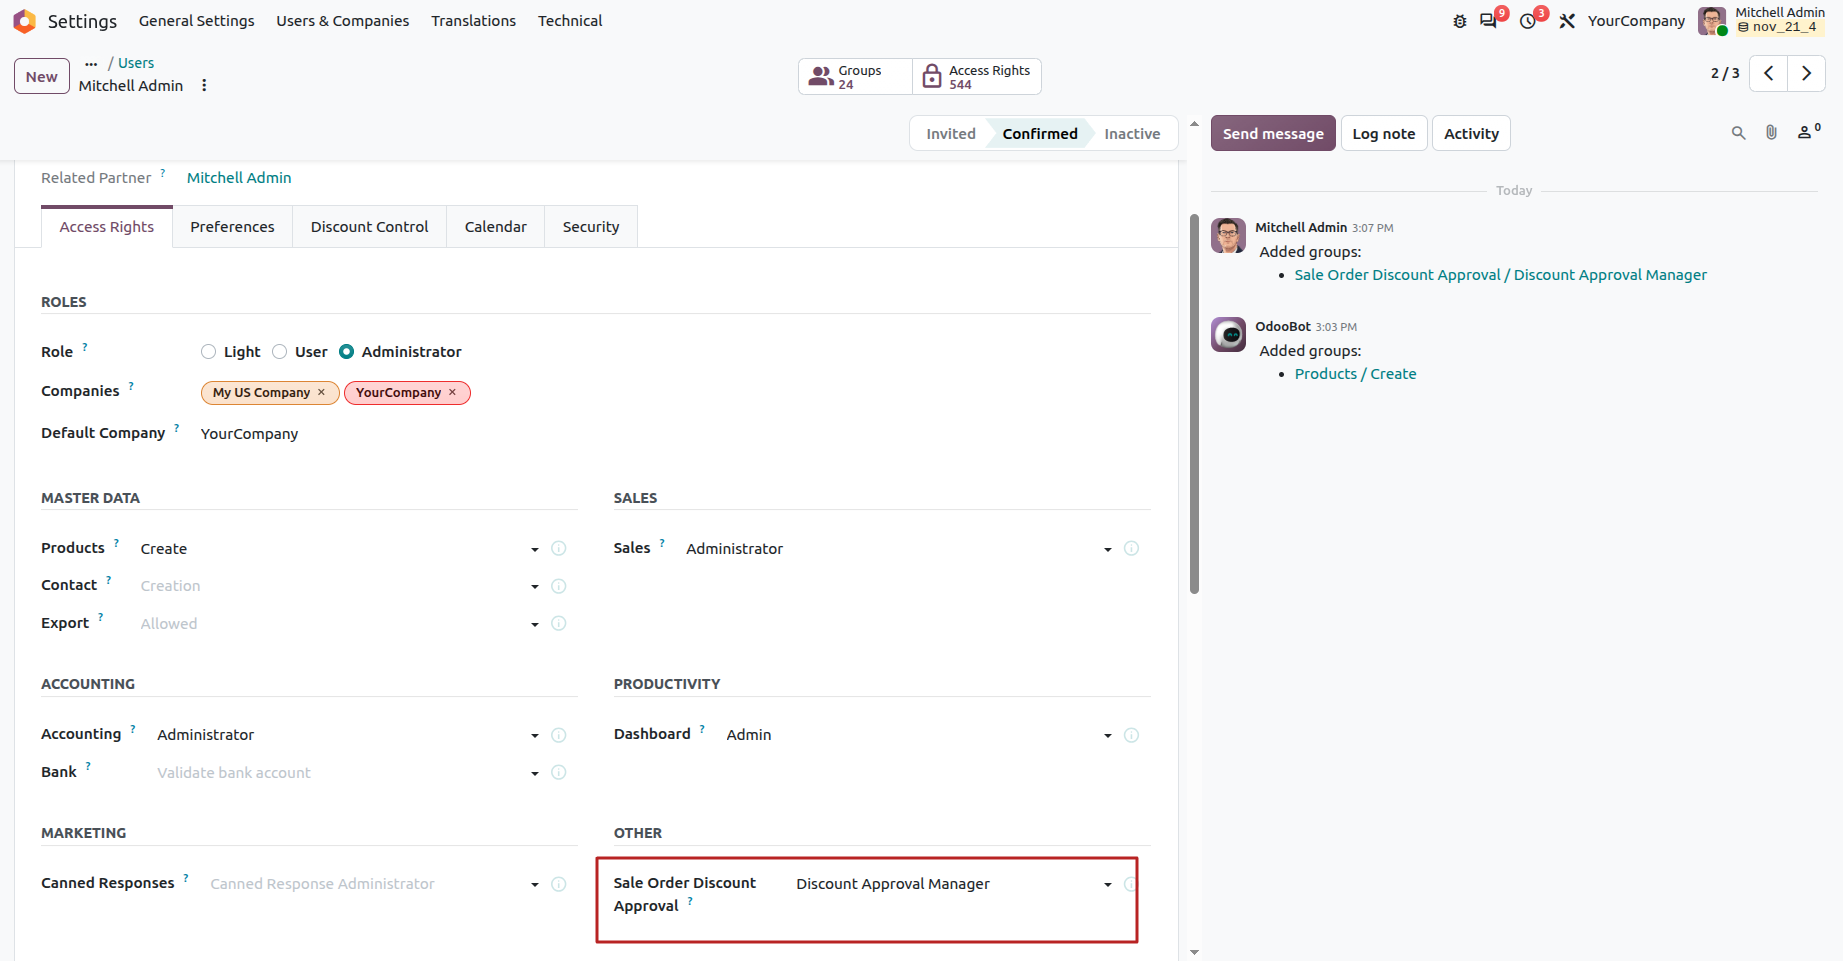 Settings General Settings Users & Companies Translations Technical 9 3 YourCompany Mitchell Admin
nov_21_4
New ... / Users
Mitchell Admin
Groups
24
Access Rights
544
2 / 3
Invited Confirmed Inactive
Send message Log note Activity 0
Related Partner ? Mitchell Admin
Access Rights Preferences Discount Control Calendar Security
ROLES
Role ? Light User Administrator
Companies ? My US Company × YourCompany ×
Default Company ? YourCompany
MASTER DATA
Products ? Create
Contact ? Creation
Export ? Allowed
SALES
Sales ? Administrator
ACCOUNTING
Accounting ? Administrator
Bank ? Validate bank account
PRODUCTIVITY
Dashboard ? Admin
MARKETING
Canned Responses ? Canned Response Administrator
OTHER
Sale Order Discount Discount Approval Manager
Approval ?
Today
Mitchell Admin 3:07 PM
Added groups:
• Sale Order Discount Approval / Discount Approval Manager
OdooBot 3:03 PM
Added groups:
• Products / Create